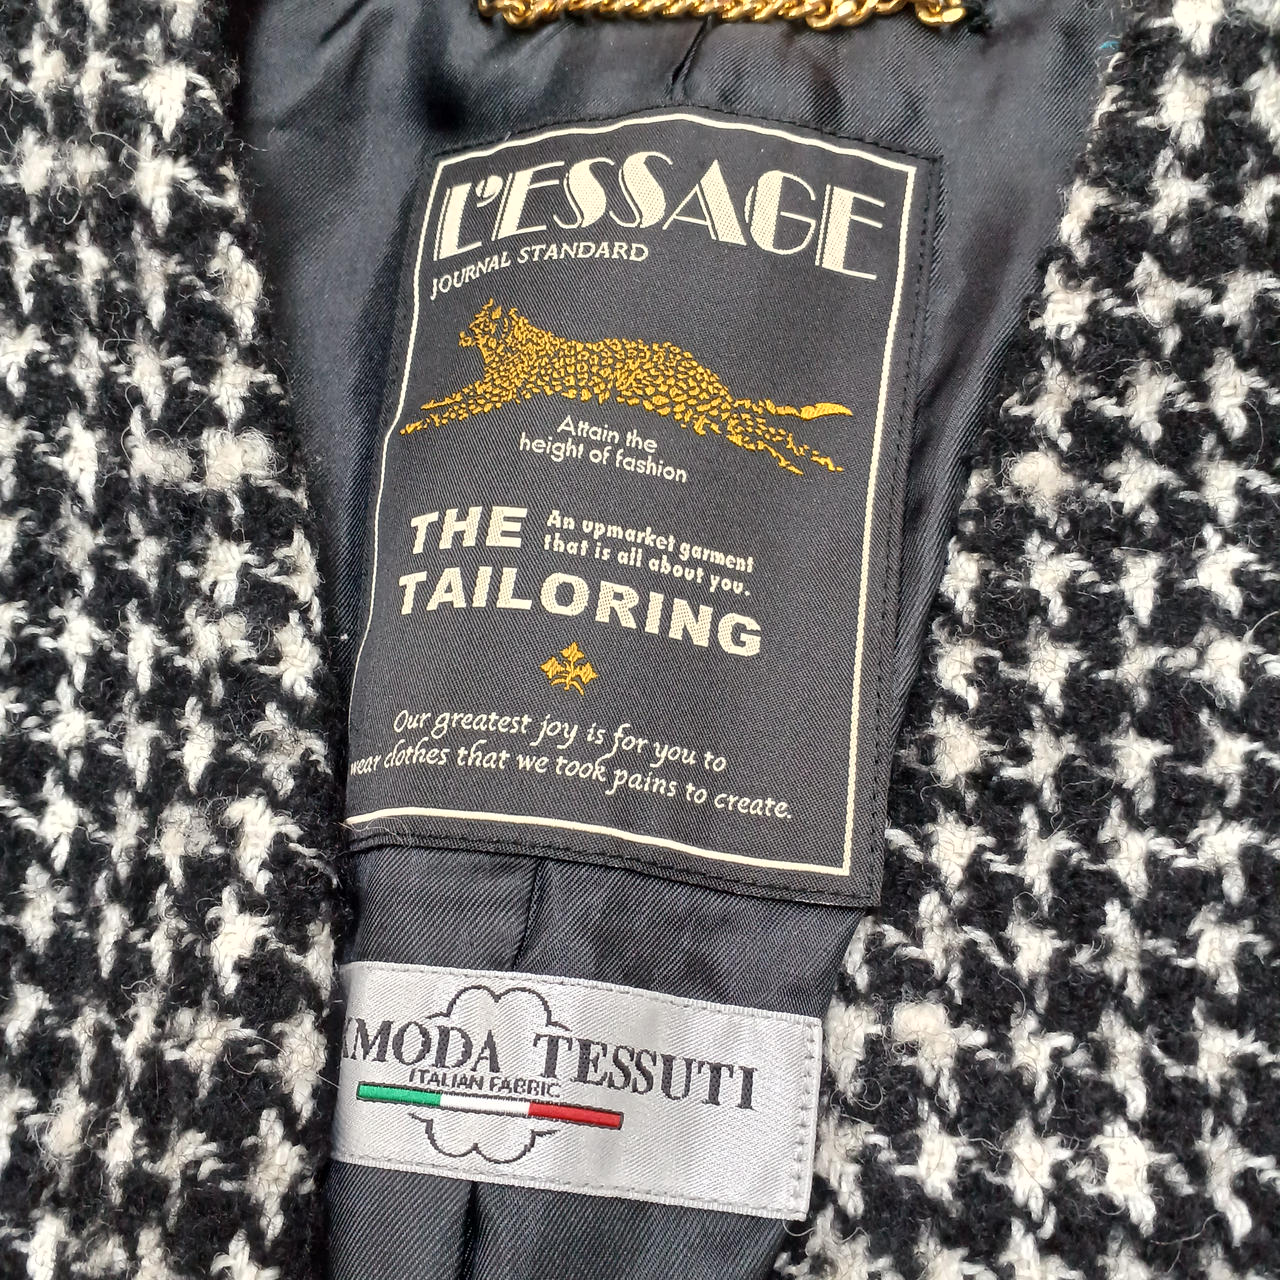 L'ESSAGE
JOURNAL STANDARD
Attain the
height of fashion
THE
An upmarket garment
that is all about you.
TAILORING
Our greatest joy is for you to
wear clothes that we took pains to create.
TESSUTI
ITALIAN FABRIC